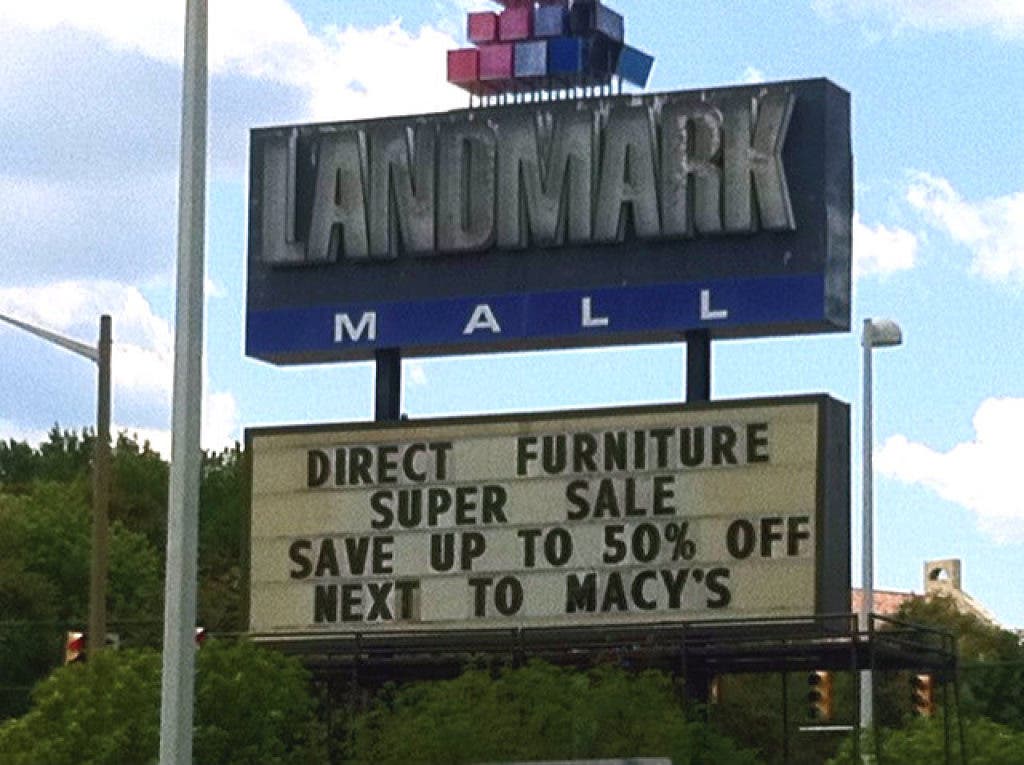 LANDMARK
MALL
DIRECT FURNITURE
SUPER SALE
SAVE UP TO 50% OFF
NEXT TO MACY'S